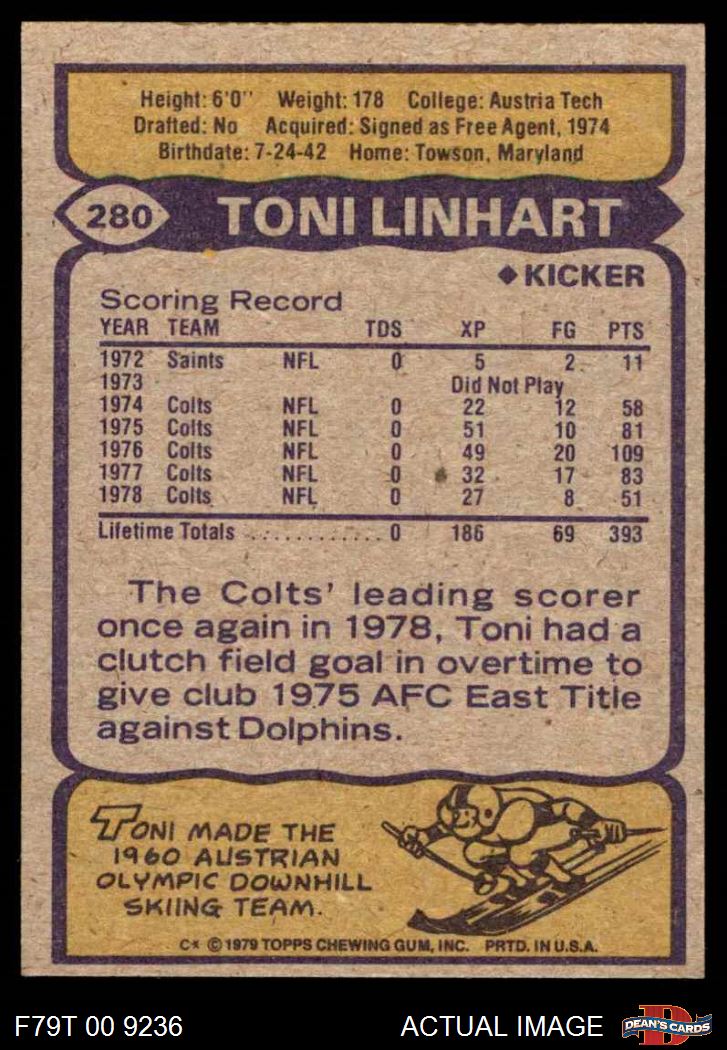 Height: 6'0'' Weight: 178 College: Austria Tech
Drafted: No Acquired: Signed as Free Agent, 1974
Birthdate: 7-24-42 Home: Towson, Maryland
280 TONI LINHART
◆ KICKER
Scoring Record
YEAR TEAM TDS XP FG PTS
1972 Saints NFL 0 5 2 11
1973 Did Not Play
1974 Colts NFL 0 22 12 58
1975 Colts NFL 0 51 10 81
1976 Colts NFL 0 49 20 109
1977 Colts NFL 0 32 17 83
1978 Colts NFL 0 27 8 51
Lifetime Totals ............ 0 186 69 393
The Colts' leading scorer
once again in 1978, Toni had a
clutch field goal in overtime to
give club 1975 AFC East Title
against Dolphins.
TONI MADE THE
1960 AUSTRIAN
OLYMPIC DOWNHILL
SKIING TEAM.
C* © 1979 TOPPS CHEWING GUM, INC. PRTD. IN U.S.A.
F79T 00 9236 ACTUAL IMAGE D DEAN'S CARDS